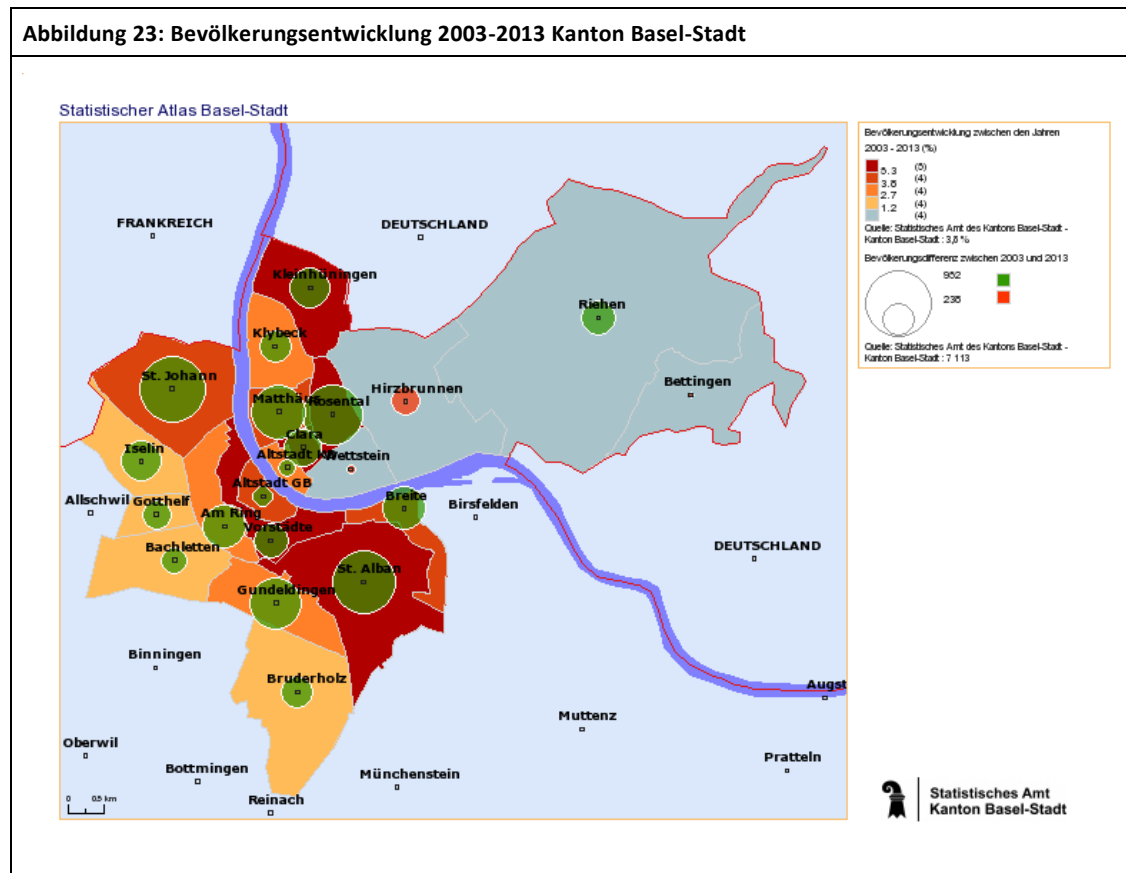 Abbildung 23: Bevölkerungsentwicklung 2003-2013 Kanton Basel-Stadt
Statistischer Atlas Basel-Stadt
FRANKREICH
DEUTSCHLAND
Kleinhüningen
Riehen
Klybeck
St. Johann
Bettingen
Hirzbrunnen
Matthäus
Rosental
Clara
Iselin
Altstadt KB
Wettstein
Altstadt GB
Breite
Allschwil
Gotthelf
Am Ring
Birsfelden
Vorstädte
DEUTSCHLAND
Bachletten
St. Alban
Gundeldingen
Binningen
Bruderholz
Augst
Muttenz
Oberwil
Bottmingen
Münchenstein
Pratteln
Reinach
0 0.5 km
Bevölkerungsentwicklung zwischen den Jahren
2003 - 2013 (%)
5.3 (5)
3.6 (4)
2.7 (4)
1.2 (4)
(4)
Quelle: Statistisches Amt des Kantons Basel-Stadt -
Kanton Basel-Stadt : 3,8 %
Bevölkerungsdifferenz zwischen 2003 und 2013
952
238
Quelle: Statistisches Amt des Kantons Basel-Stadt -
Kanton Basel-Stadt : 7 113
Statistisches Amt
Kanton Basel-Stadt